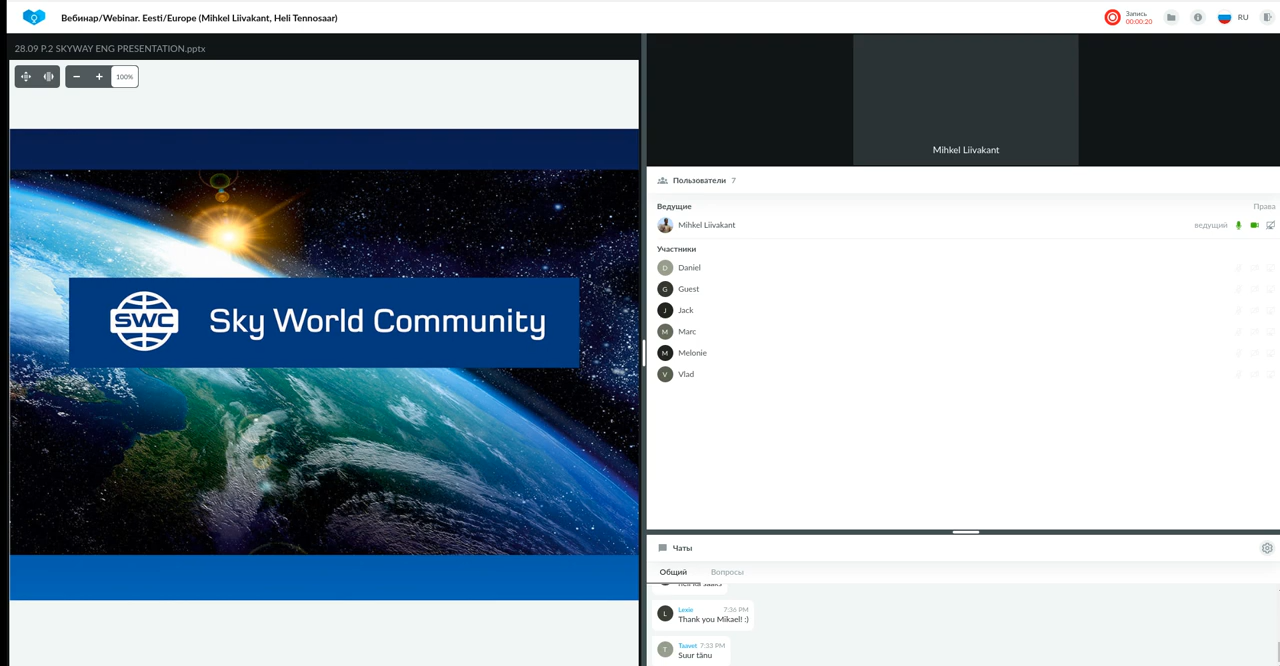 Вебинар/Webinar. Eesti/Europe (Mihkel Liivakant, Heli Tennosaar)
Запись
00:00:20
RU
28.09 P.2 SKYWAY ENG PRESENTATION.pptx
100%
SWC
Sky World Community
Mihkel Liivakant
Пользователи 7
Ведущие
Права
Mihkel Liivakant
ведущий
Участники
D Daniel
G Guest
J Jack
M Marc
M Melonie
V Vlad
Чаты
Общий
Вопросы
L
Lexie 7:36 PM
Thank you Mikael! :)
T
Taavet 7:33 PM
Suur tänu